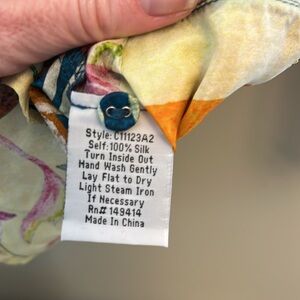 Style: C11123A2
Self: 100% Silk
Turn Inside Out
Hand Wash Gently
Lay Flat to Dry
Light Steam Iron
If Necessary
Rn# 149414
Made In China